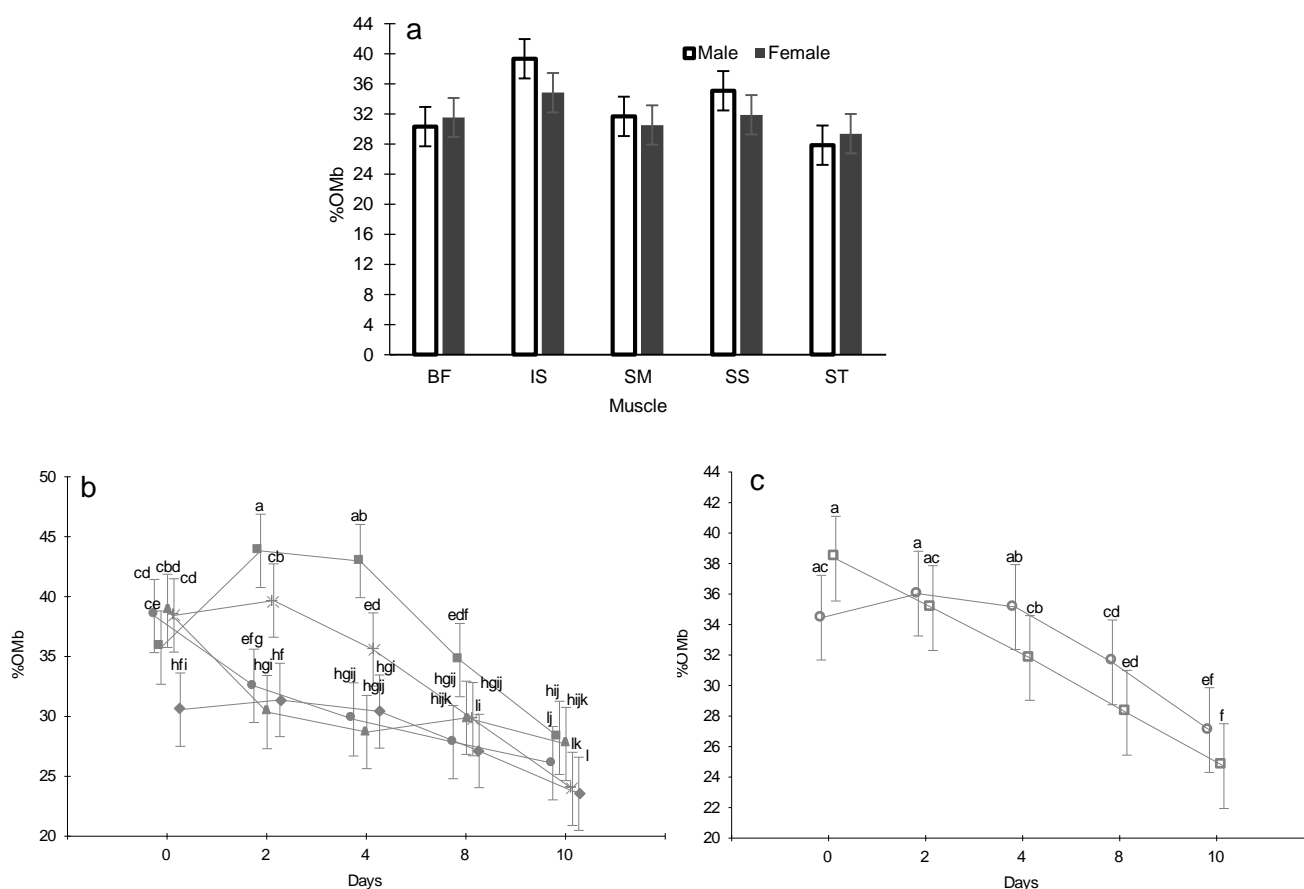 a
44
40
36
32
28
24
20
16
12
8
4
0
%OMb
Male Female
BF IS SM SS ST
Muscle
b
50
45
40
35
30
25
20
%OMb
cd
cbd
cd
ce
hfi
a
cb
efg
hgi
hf
ab
ed
hgij
hgij
hgi
edf
hgij
hgij
hijk
li
hij
hijk
lj
lk
l
0 2 4 8 10
Days
c
44
42
40
38
36
34
32
30
28
26
24
22
20
%OMb
ac
a
a
ac
ab
cb
cd
ed
ef
f
0 2 4 8 10
Days